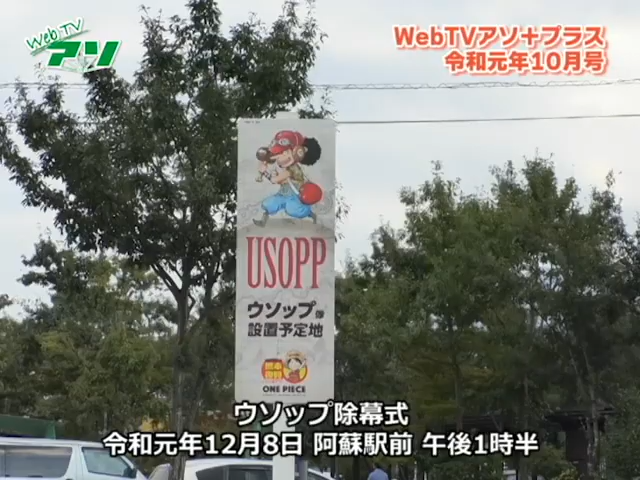 Web TV
アソ
WebTVアソ+プラス
令和元年10月号
USOPP
ウソップ像
設置予定地
ONE PIECE
ウソップ除幕式
令和元年12月8日 阿蘇駅前 午後1時半